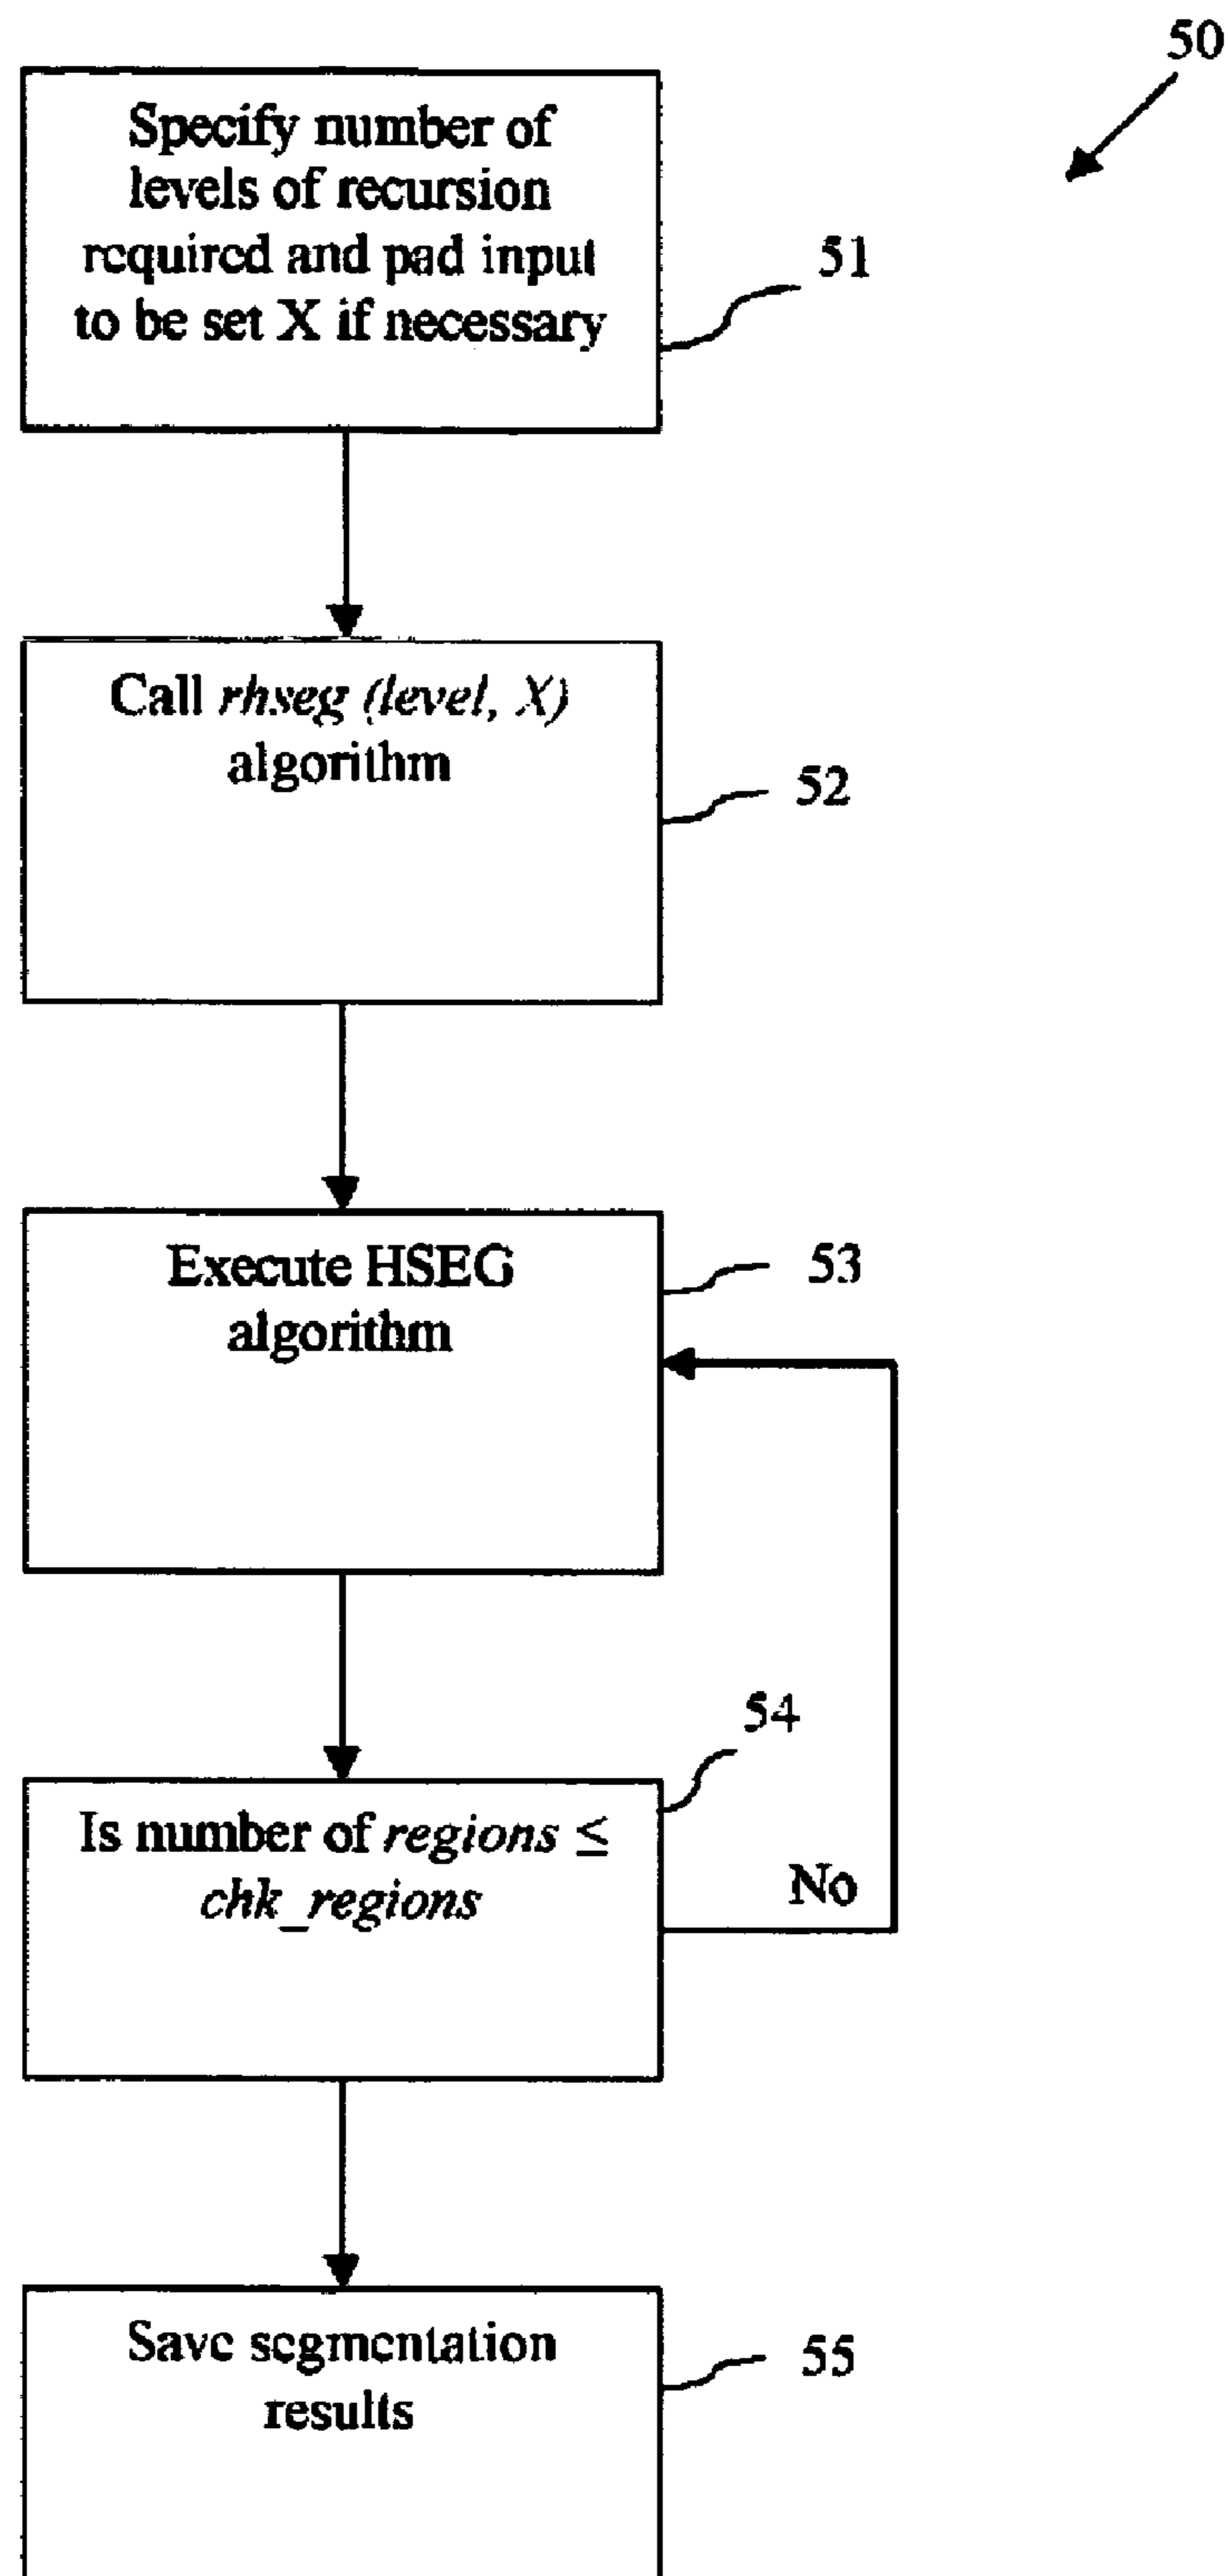 50
Specify number of
levels of recursion
required and pad input
to be set X if necessary
51
Call rhseg (level, X)
algorithm
52
Execute HSEG
algorithm
53
54
Is number of regions ≤
chk_regions
No
Save segmentation
results
55